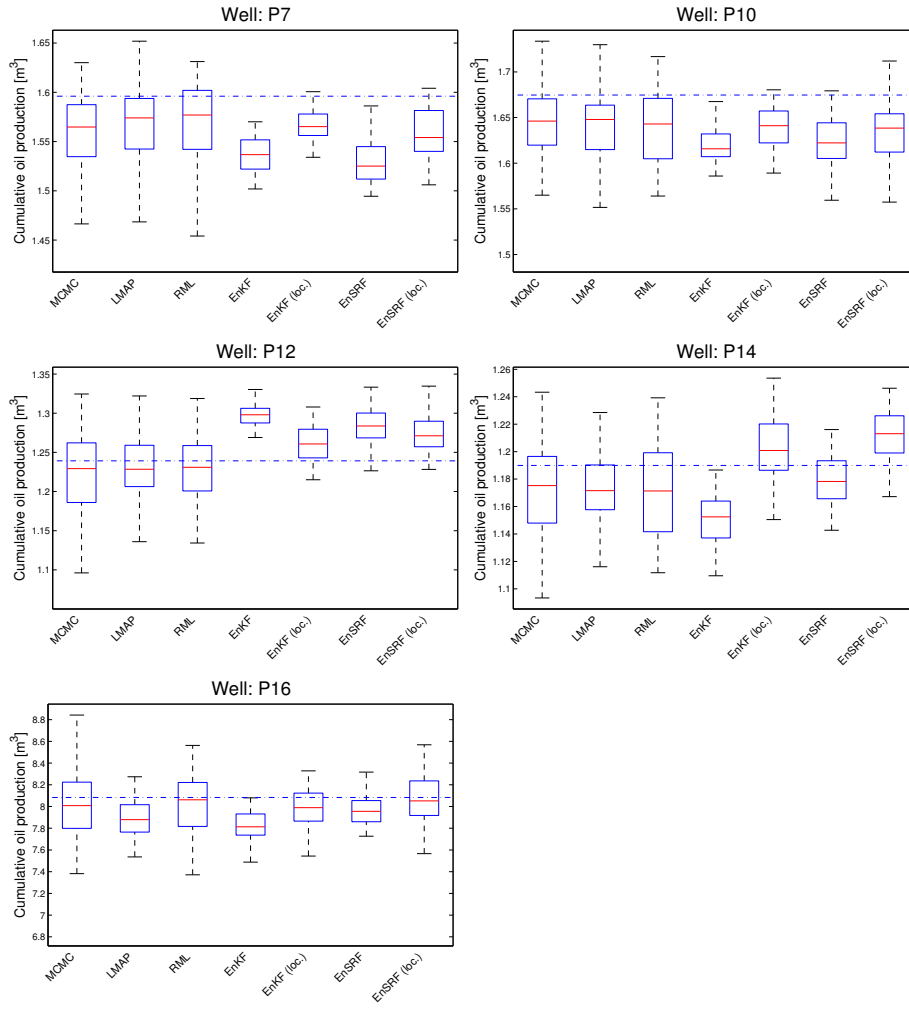 Well: P7
Cumulative oil production [m³]
1.65
1.6
1.55
1.5
1.45
MCMC
LMAP
RML
EnKF
EnKF (loc.)
EnSRF
EnSRF (loc.)
Well: P10
Cumulative oil production [m³]
1.7
1.65
1.6
1.55
1.5
MCMC
LMAP
RML
EnKF
EnKF (loc.)
EnSRF
EnSRF (loc.)
Well: P12
Cumulative oil production [m³]
1.35
1.3
1.25
1.2
1.15
1.1
MCMC
LMAP
RML
EnKF
EnKF (loc.)
EnSRF
EnSRF (loc.)
Well: P14
Cumulative oil production [m³]
1.26
1.24
1.22
1.2
1.18
1.16
1.14
1.12
1.1
MCMC
LMAP
RML
EnKF
EnKF (loc.)
EnSRF
EnSRF (loc.)
Well: P16
Cumulative oil production [m³]
8.8
8.6
8.4
8.2
8
7.8
7.6
7.4
7.2
7
6.8
MCMC
LMAP
RML
EnKF
EnKF (loc.)
EnSRF
EnSRF (loc.)